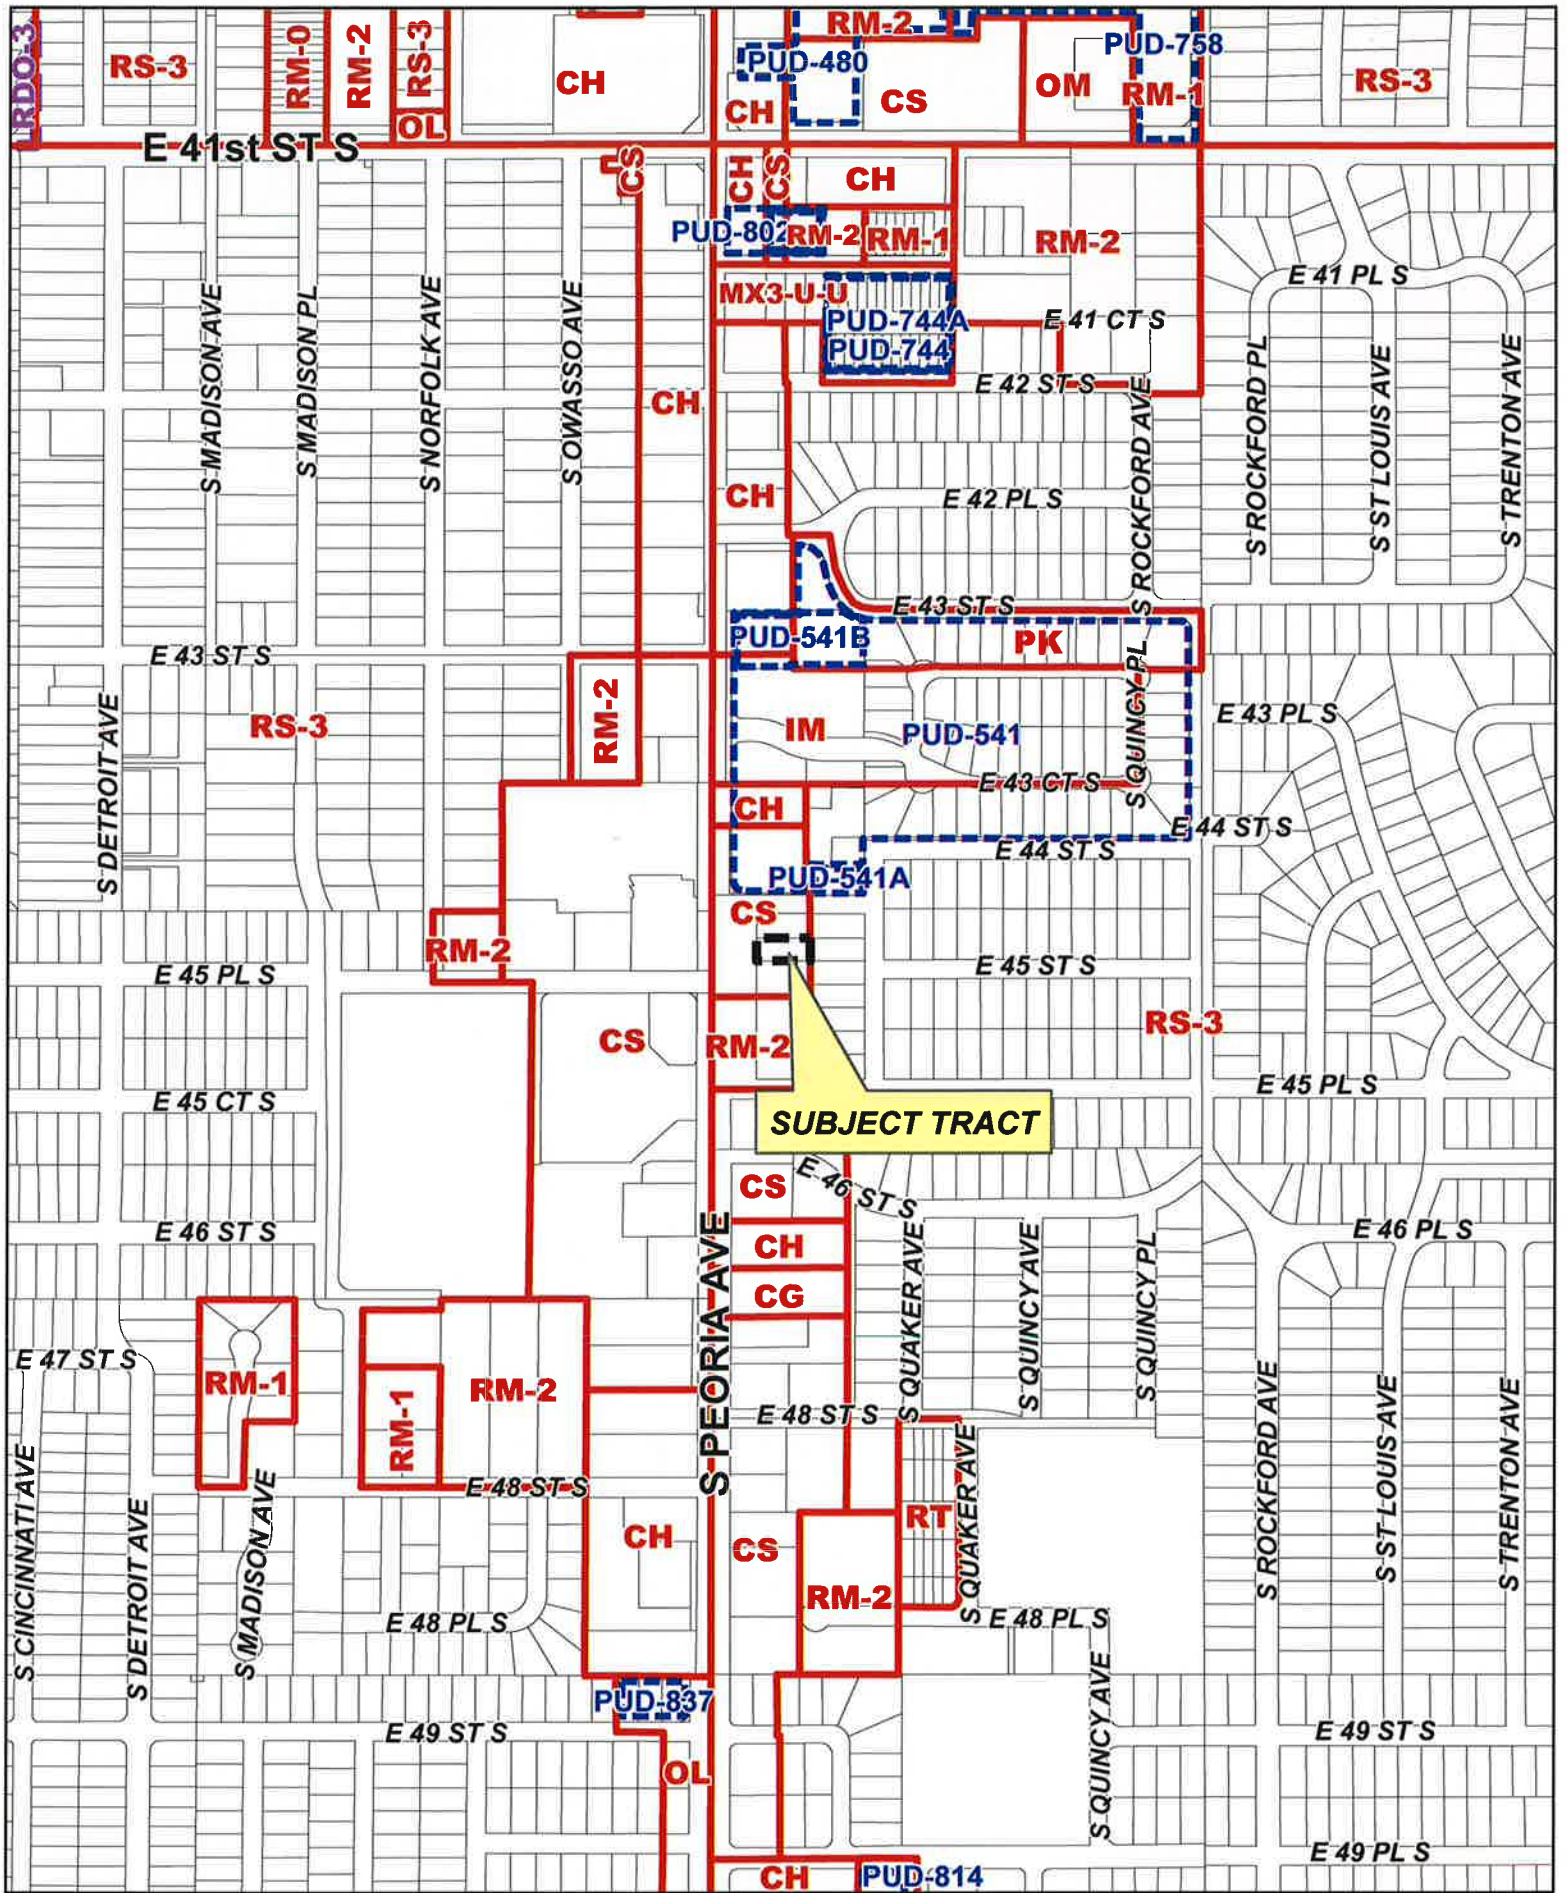 LRDO-3
RS-3
RM-0
RM-2
RS-3
OL
CH
RM-2
PUD-480
CH
CS
OM
PUD-758
RM-1
RS-3
E 41st ST S
CS
CH
CS
CH
PUD-802
RM-2
RM-1
RM-2
MX3-U-U
PUD-744A
PUD-744
E 41 PL S
E 41 CT S
E 42 ST S
S MADISON AVE
S MADISON PL
S NORFOLK AVE
S OWASSO AVE
CH
CH
S ROCKFORD AVE
S ROCKFORD PL
S ST LOUIS AVE
S TRENTON AVE
E 42 PL S
E 43 ST S
PUD-541B
PK
E 43 ST S
RM-2
RS-3
S DETROIT AVE
IM
PUD-541
S QUINCY PL
E 43 PL S
E 43 CT S
CH
E 44 ST S
E 44 ST S
PUD-541A
CS
RM-2
E 45 PL S
E 45 ST S
RS-3
CS
RM-2
E 45 PL S
E 45 CT S
SUBJECT TRACT
CS
E 46 ST S
E 46 ST S
E 46 PL S
CH
CG
S PEORIA AVE
S QUAKER AVE
S QUINCY AVE
S QUINCY PL
E 47 ST S
RM-1
RM-1
RM-2
E 48 ST S
E 48 ST S
S CINCINNATI AVE
S DETROIT AVE
S MADISON AVE
CH
CS
RM-2
RT
S QUAKER AVE
S ROCKFORD AVE
S ST LOUIS AVE
S TRENTON AVE
E 48 PL S
E 48 PL S
PUD-837
E 49 ST S
S QUINCY AVE
E 49 ST S
OL
E 49 PL S
CH
PUD-814